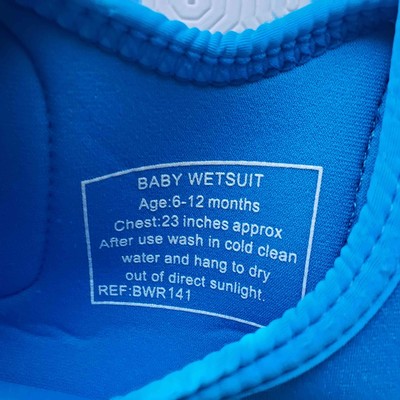 BABY WETSUIT
Age:6-12 months
Chest:23 inches approx
After use wash in cold clean
water and hang to dry
out of direct sunlight.
REF:BWR141